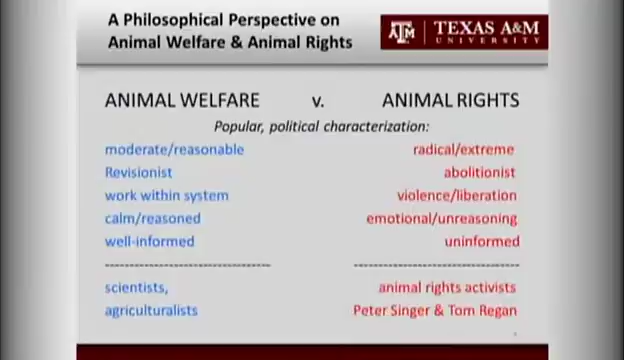 A Philosophical Perspective on
Animal Welfare & Animal Rights
ATM
TEXAS A&M
UNIVERSITY
ANIMAL WELFARE v. ANIMAL RIGHTS
Popular, political characterization:
moderate/reasonable radical/extreme
Revisionist abolitionist
work within system violence/liberation
calm/reasoned emotional/unreasoning
well-informed uninformed
------------------------------ ------------------------------
scientists, animal rights activists
agriculturalists Peter Singer & Tom Regan